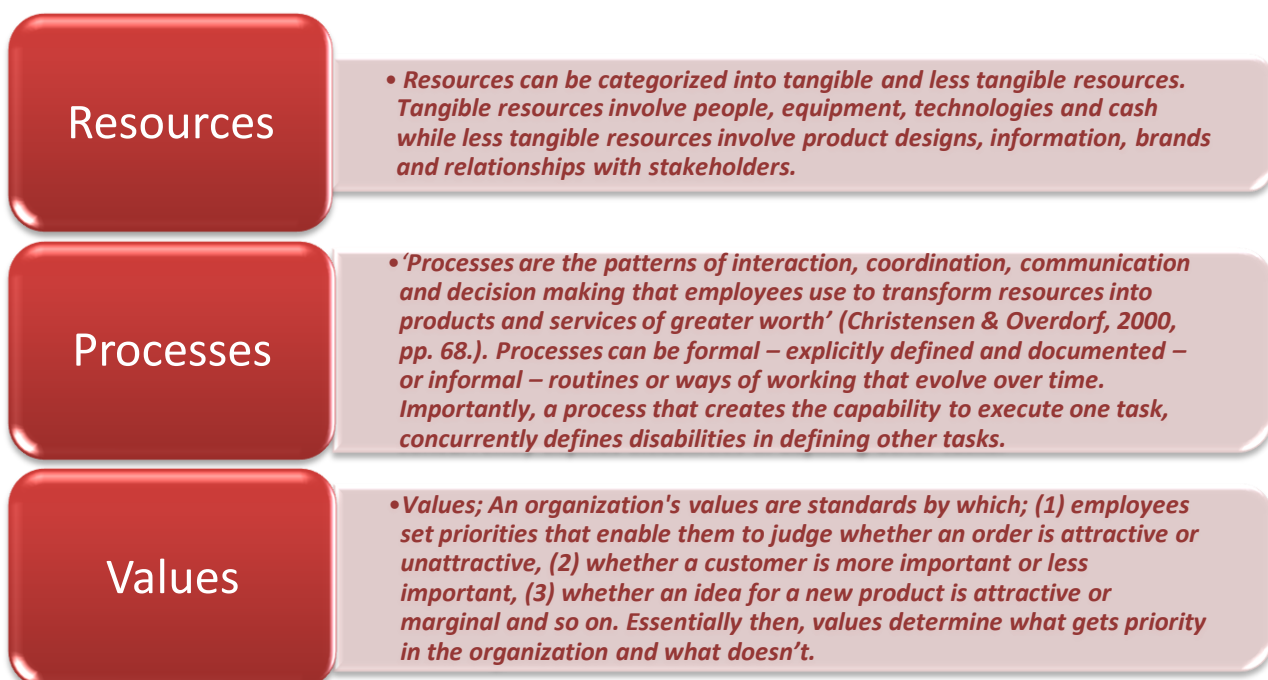 Resources
• Resources can be categorized into tangible and less tangible resources.
Tangible resources involve people, equipment, technologies and cash
while less tangible resources involve product designs, information, brands
and relationships with stakeholders.
Processes
•‘Processes are the patterns of interaction, coordination, communication
and decision making that employees use to transform resources into
products and services of greater worth’ (Christensen & Overdorf, 2000,
pp. 68.). Processes can be formal – explicitly defined and documented –
or informal – routines or ways of working that evolve over time.
Importantly, a process that creates the capability to execute one task,
concurrently defines disabilities in defining other tasks.
Values
•Values; An organization's values are standards by which; (1) employees
set priorities that enable them to judge whether an order is attractive or
unattractive, (2) whether a customer is more important or less
important, (3) whether an idea for a new product is attractive or
marginal and so on. Essentially then, values determine what gets priority
in the organization and what doesn’t.